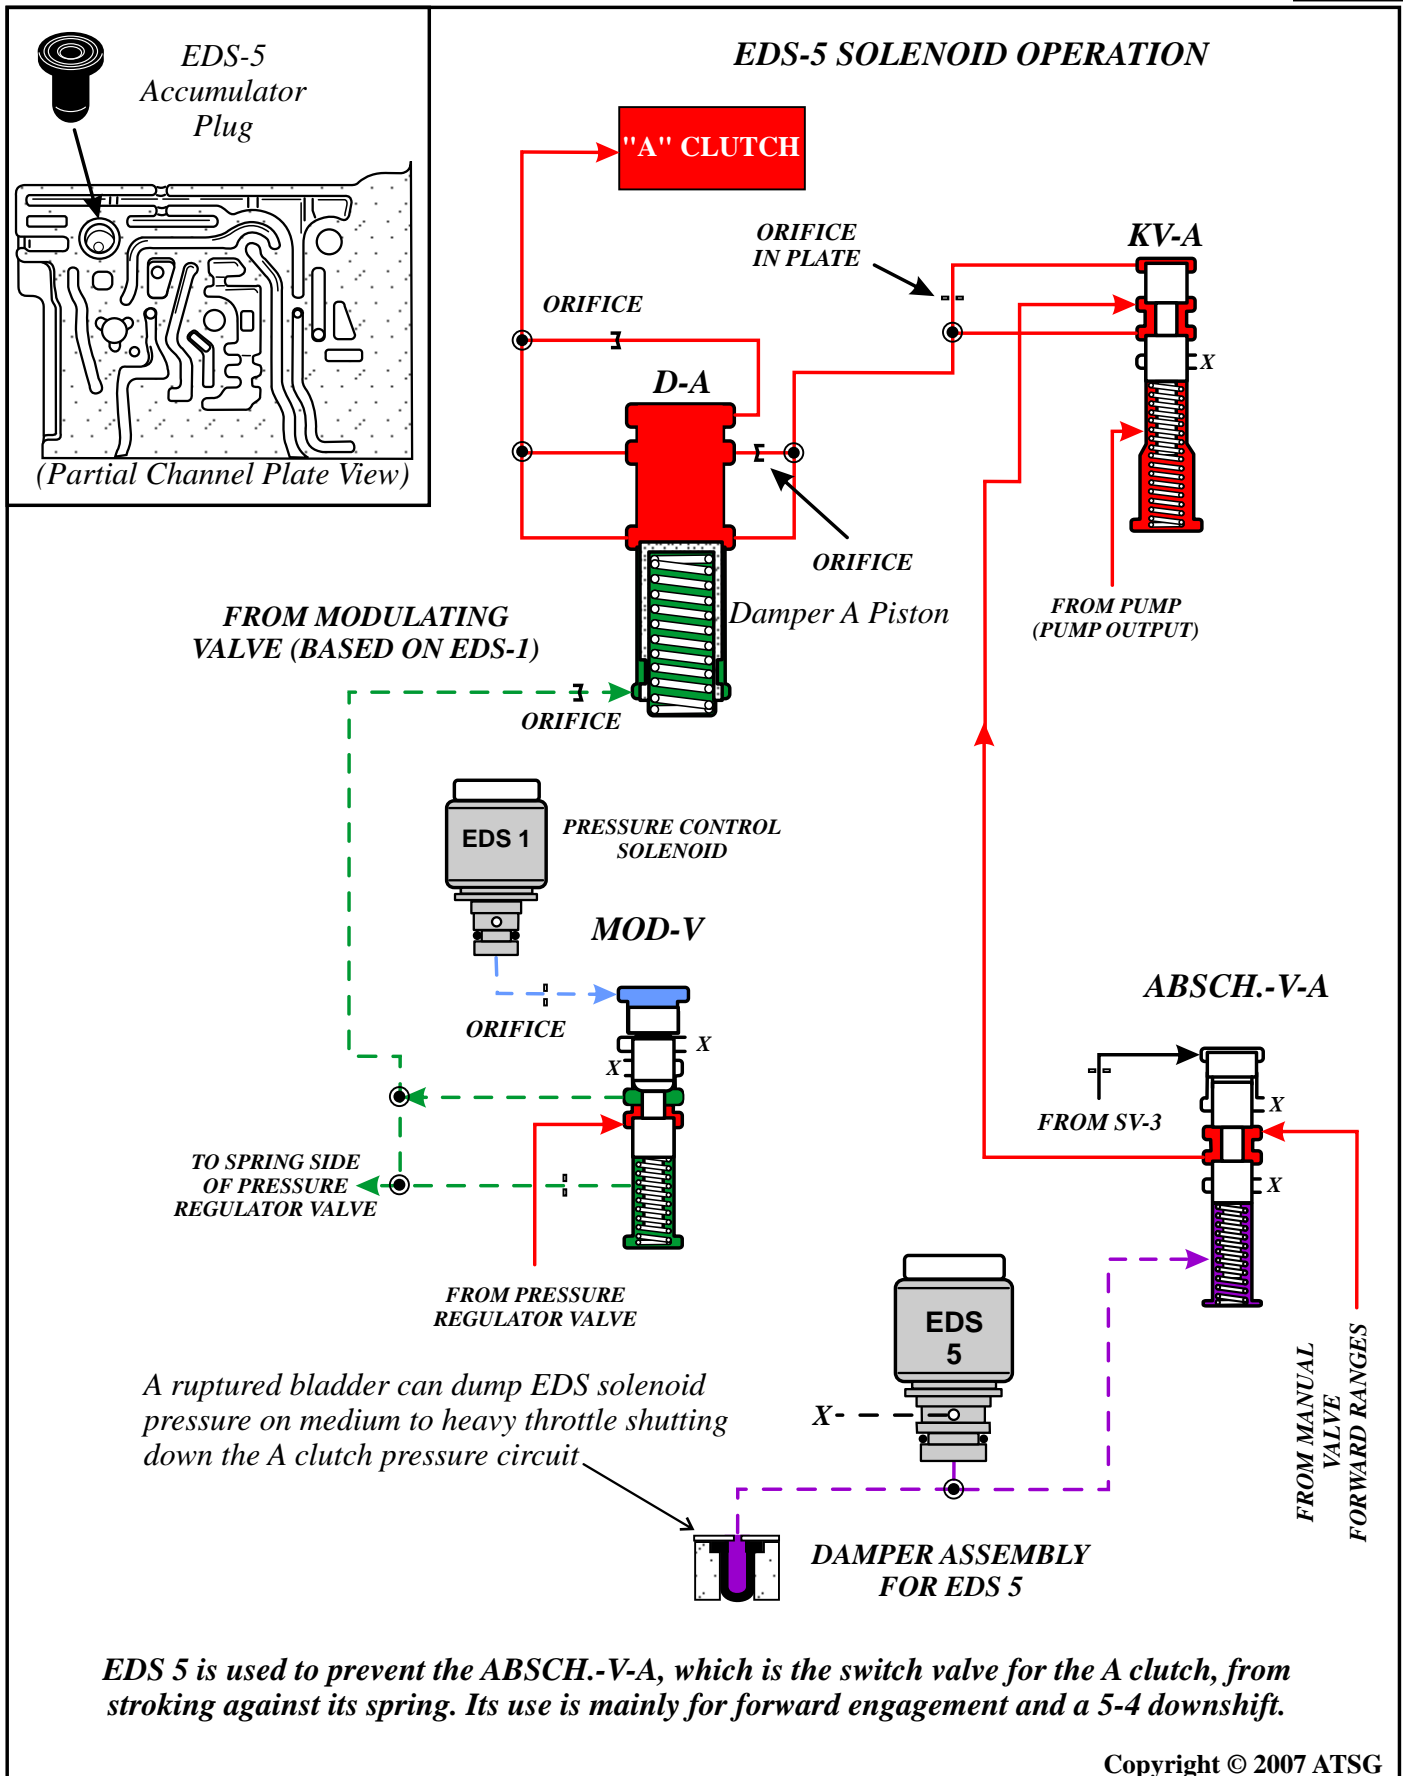 EDS-5
Accumulator
Plug
(Partial Channel Plate View)
EDS-5 SOLENOID OPERATION
"A" CLUTCH
ORIFICE
IN PLATE
KV-A
X
ORIFICE
D-A
ORIFICE
Damper A Piston
FROM PUMP
(PUMP OUTPUT)
FROM MODULATING
VALVE (BASED ON EDS-1)
ORIFICE
EDS 1
PRESSURE CONTROL
SOLENOID
MOD-V
ORIFICE
X
X
TO SPRING SIDE
OF PRESSURE
REGULATOR VALVE
FROM PRESSURE
REGULATOR VALVE
ABSCH.-V-A
FROM SV-3
X
X
EDS
5
X
FROM MANUAL
VALVE
FORWARD RANGES
A ruptured bladder can dump EDS solenoid
pressure on medium to heavy throttle shutting
down the A clutch pressure circuit
DAMPER ASSEMBLY
FOR EDS 5
EDS 5 is used to prevent the ABSCH.-V-A, which is the switch valve for the A clutch, from
stroking against its spring. Its use is mainly for forward engagement and a 5-4 downshift.
Copyright © 2007 ATSG